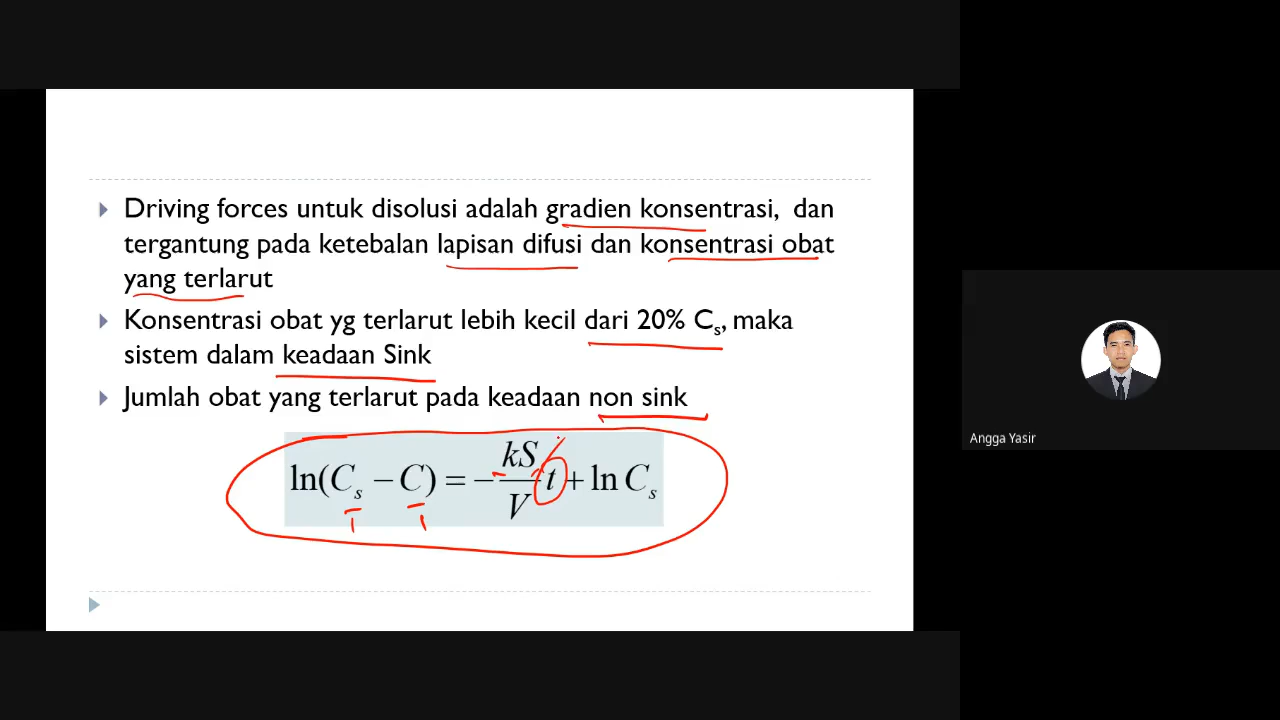 Driving forces untuk disolusi adalah gradien konsentrasi, dan
tergantung pada ketebalan lapisan difusi dan konsentrasi obat
yang terlarut
Konsentrasi obat yg terlarut lebih kecil dari 20% Cₛ, maka
sistem dalam keadaan Sink
Jumlah obat yang terlarut pada keadaan non sink
ln(Cₛ − C) = −kS/V t + ln Cₛ
Angga Yasir